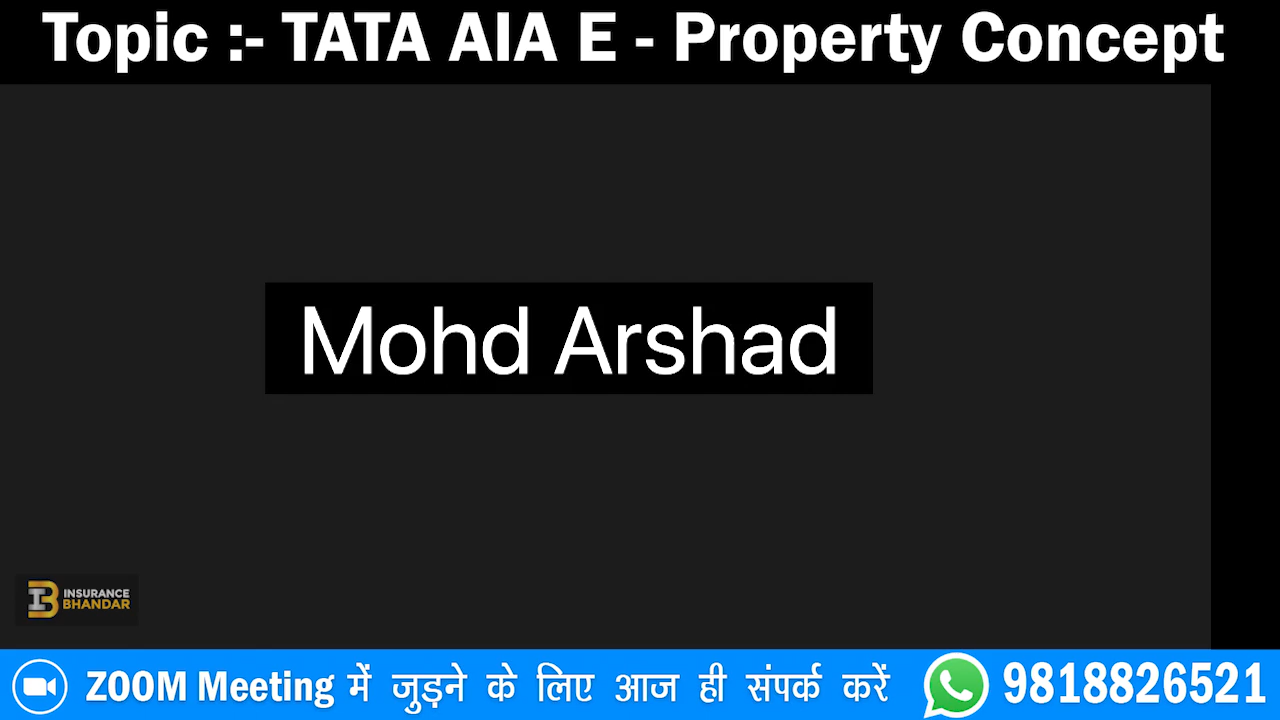 Topic :- TATA AIA E - Property Concept
Mohd Arshad
INSURANCE
BHANDAR
ZOOM Meeting में जुड़ने के लिए आज ही संपर्क करें 9818826521